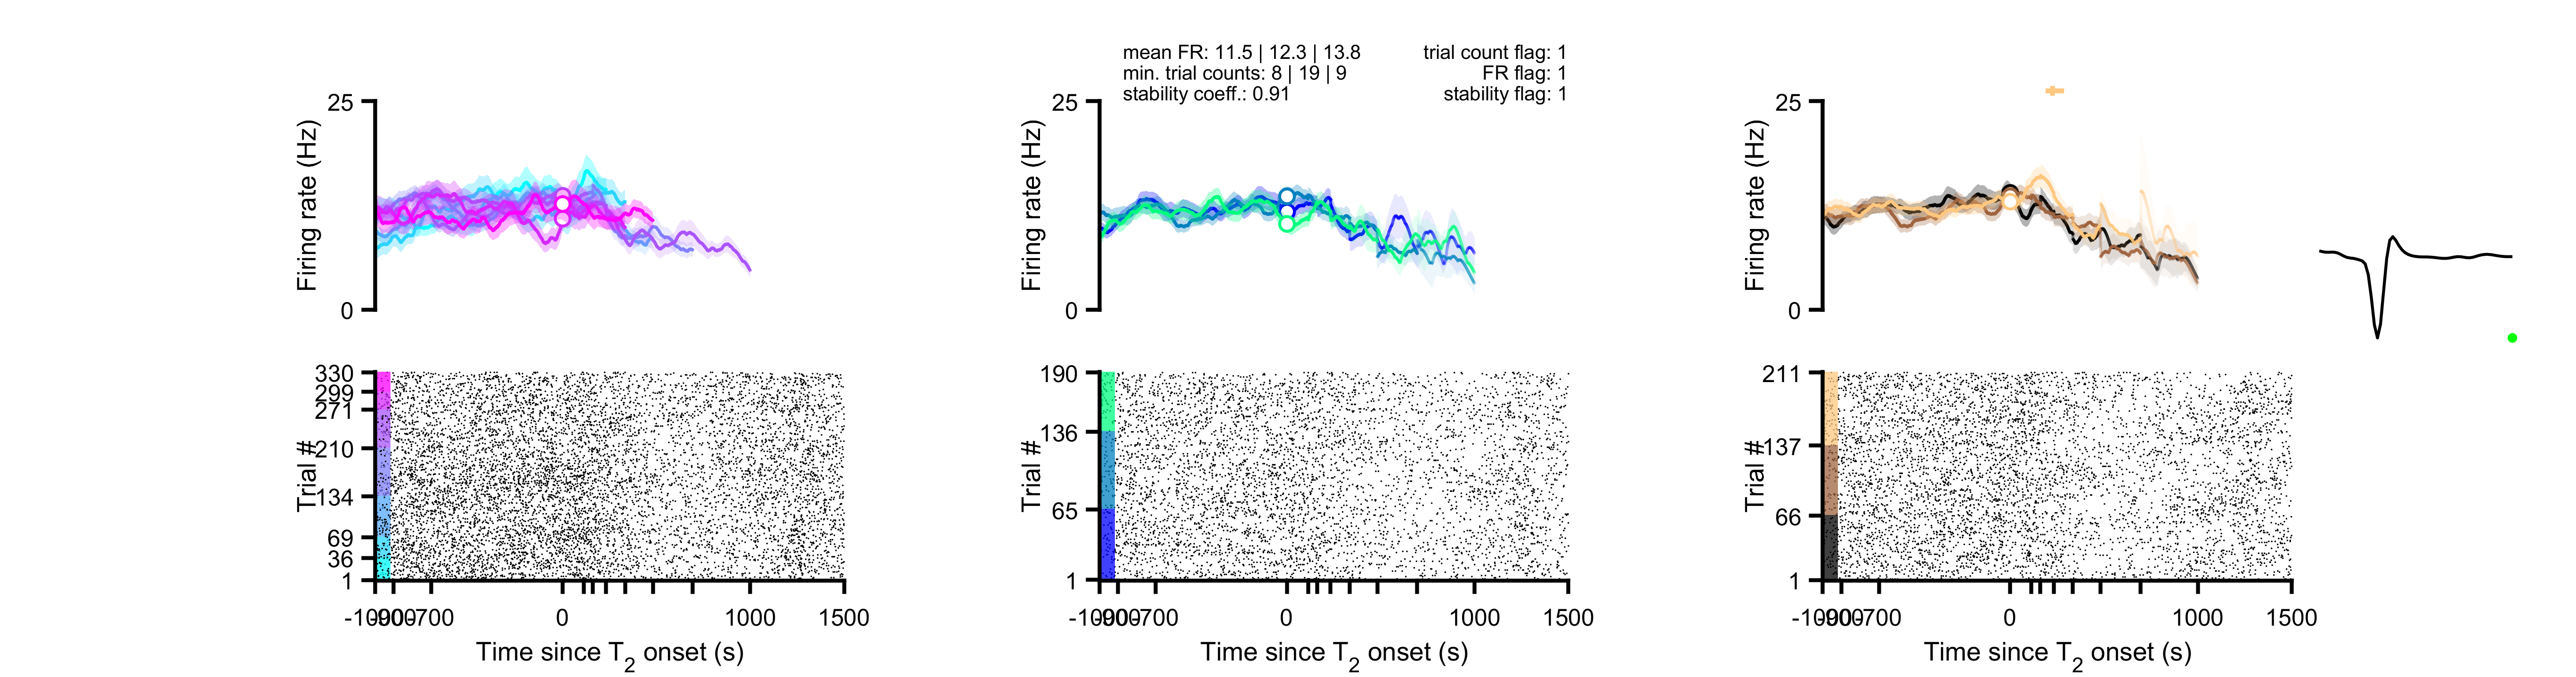 mean FR: 11.5 | 12.3 | 13.8
min. trial counts: 8 | 19 | 9
stability coeff.: 0.91
trial count flag: 1
FR flag: 1
stability flag: 1
25
Firing rate (Hz)
0
25
Firing rate (Hz)
0
25
Firing rate (Hz)
0
330
299
271
210
134
69
36
1
Trial #
-1000
-900
-700
0
1000
1500
Time since T2 onset (s)
190
136
65
1
Trial #
-1000
-900
-700
0
1000
1500
Time since T2 onset (s)
211
137
66
1
Trial #
-1000
-900
-700
0
1000
1500
Time since T2 onset (s)